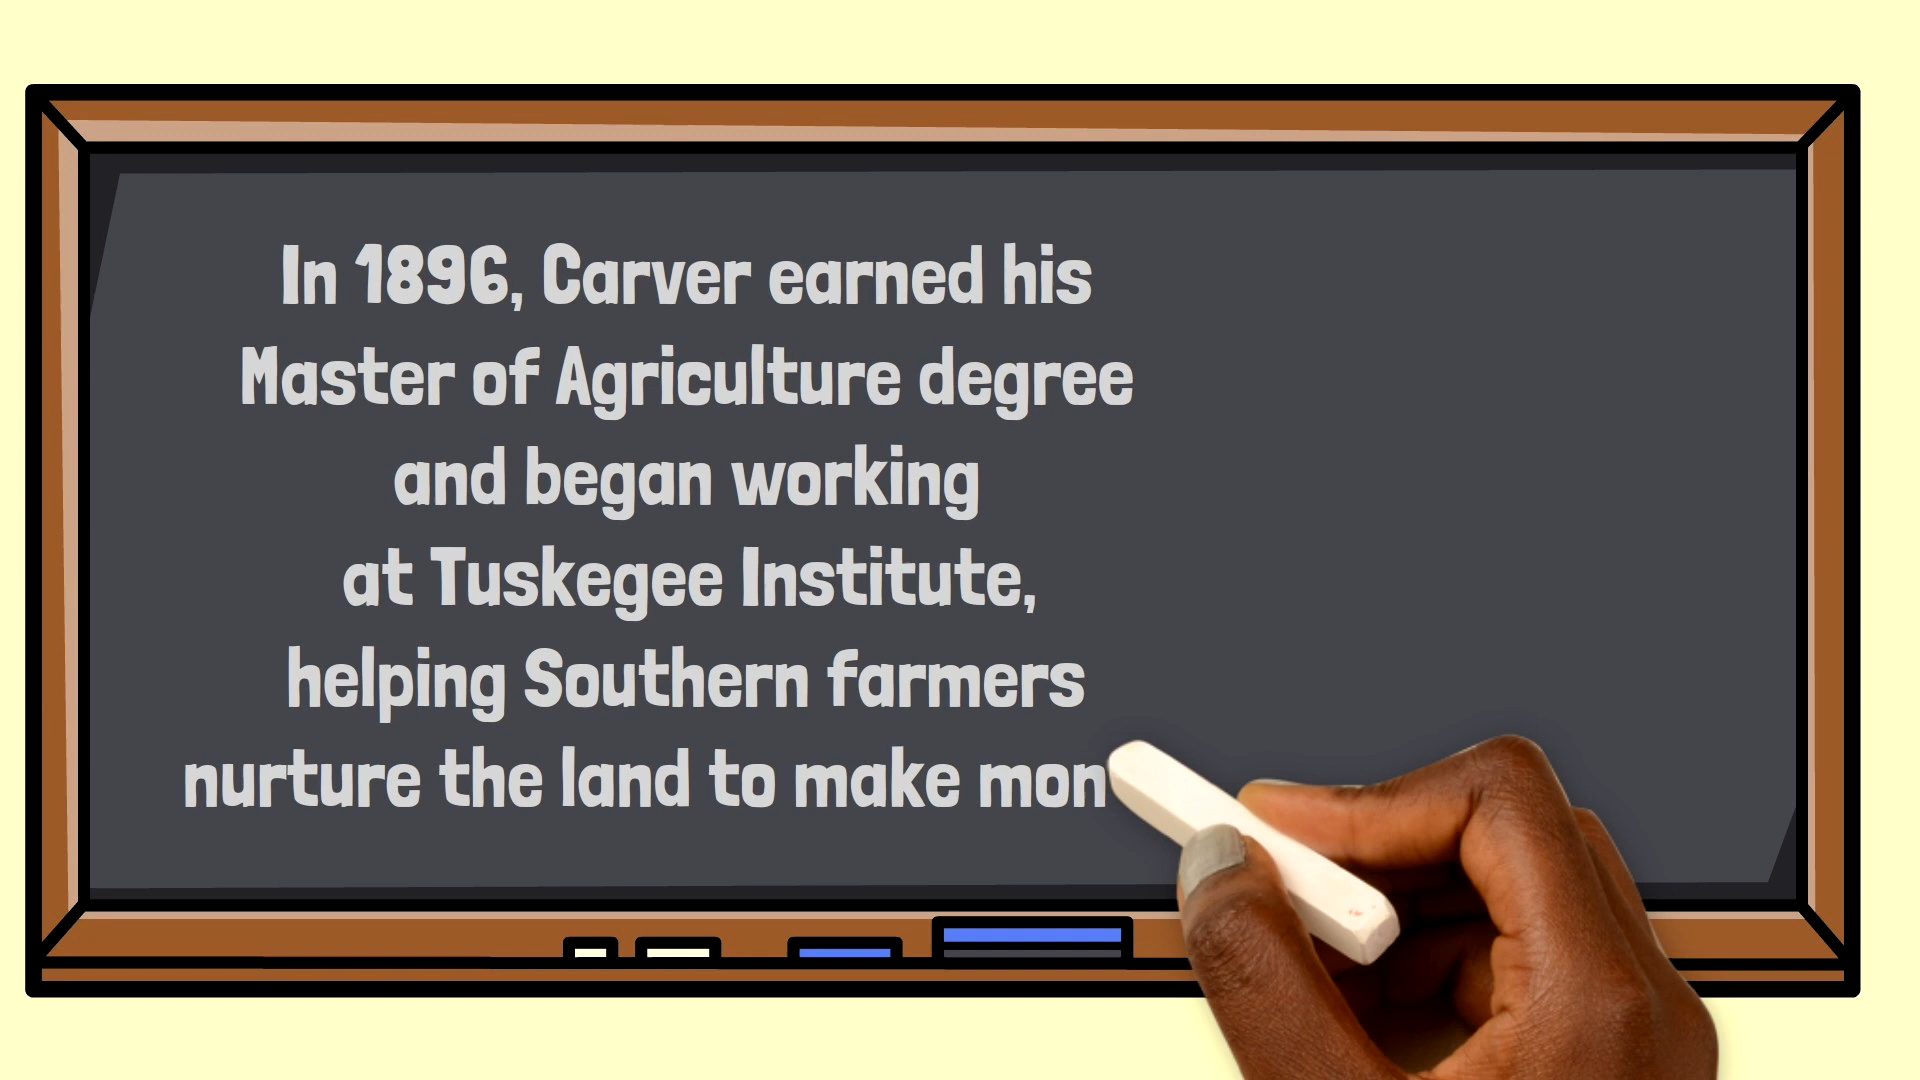 In 1896, Carver earned his
Master of Agriculture degree
and began working
at Tuskegee Institute,
helping Southern farmers
nurture the land to make mon